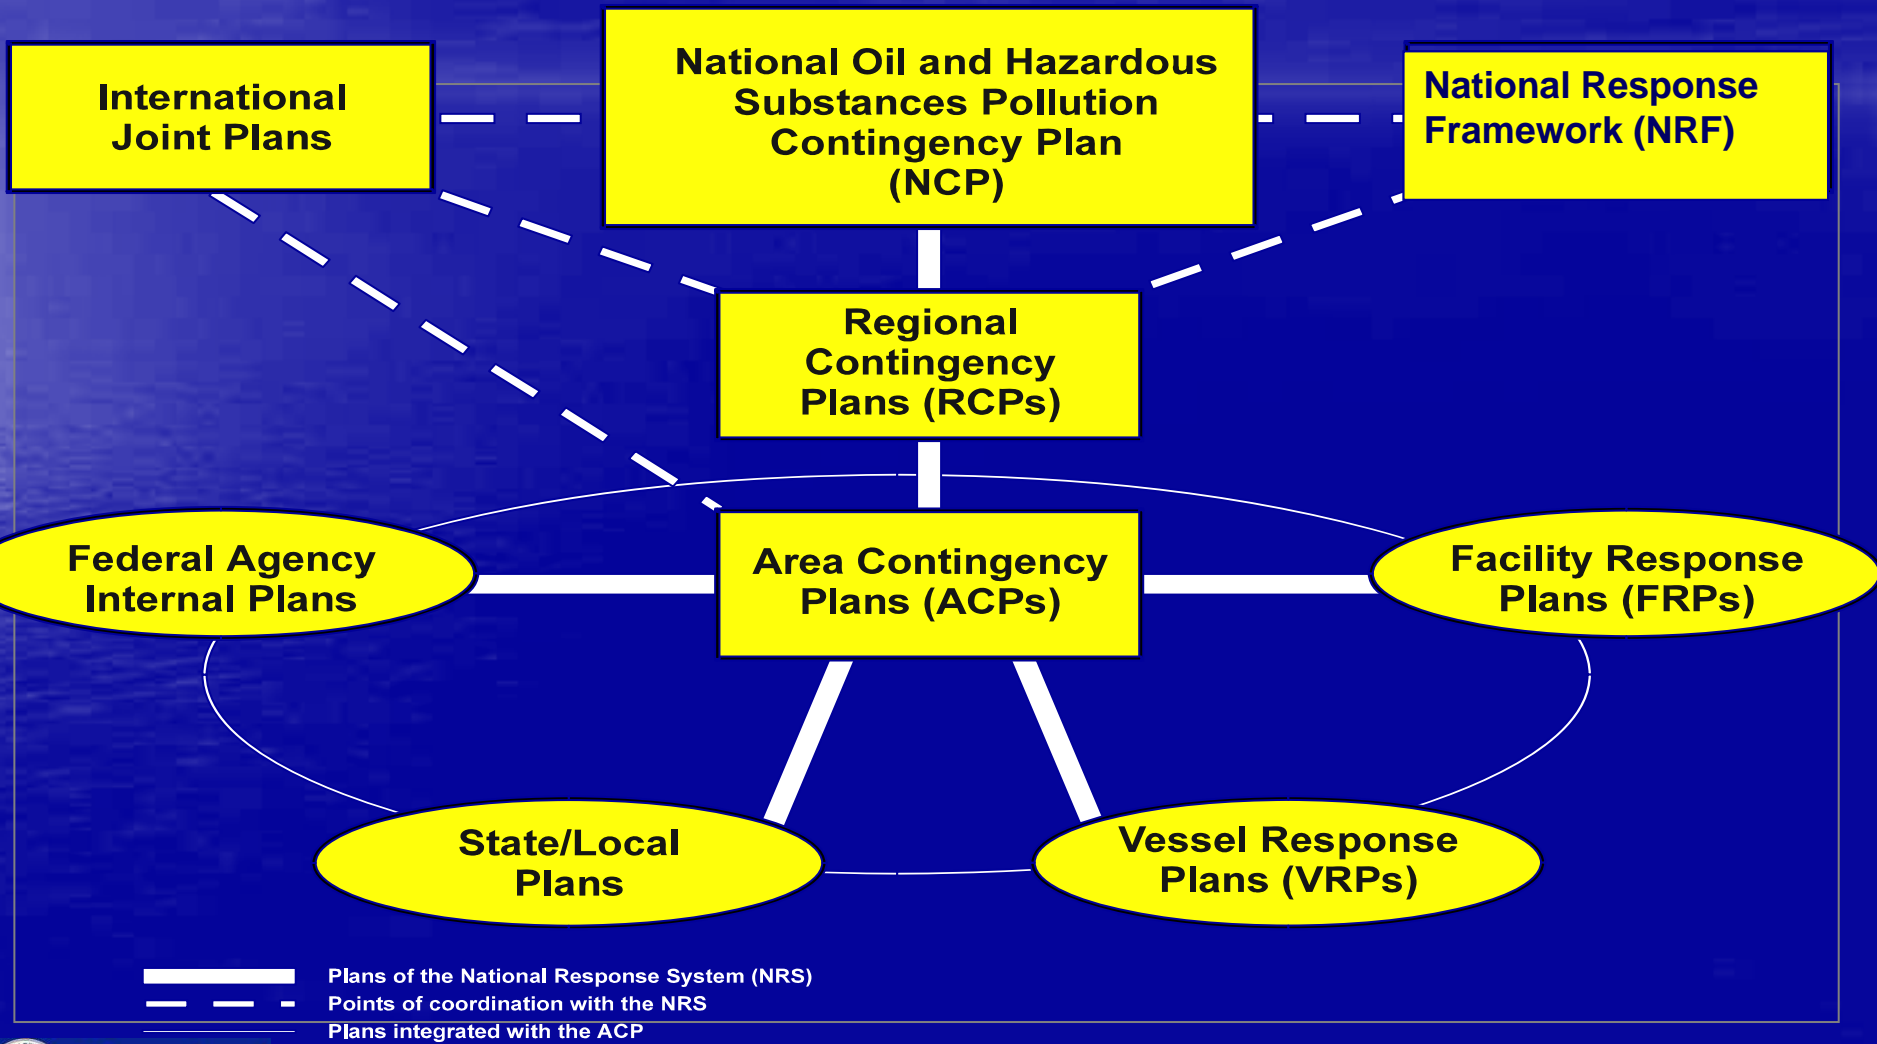 International
Joint Plans
National Oil and Hazardous
Substances Pollution
Contingency Plan
(NCP)
National Response
Framework (NRF)
Regional
Contingency
Plans (RCPs)
Federal Agency
Internal Plans
Area Contingency
Plans (ACPs)
Facility Response
Plans (FRPs)
State/Local
Plans
Vessel Response
Plans (VRPs)
Plans of the National Response System (NRS)
Points of coordination with the NRS
Plans integrated with the ACP